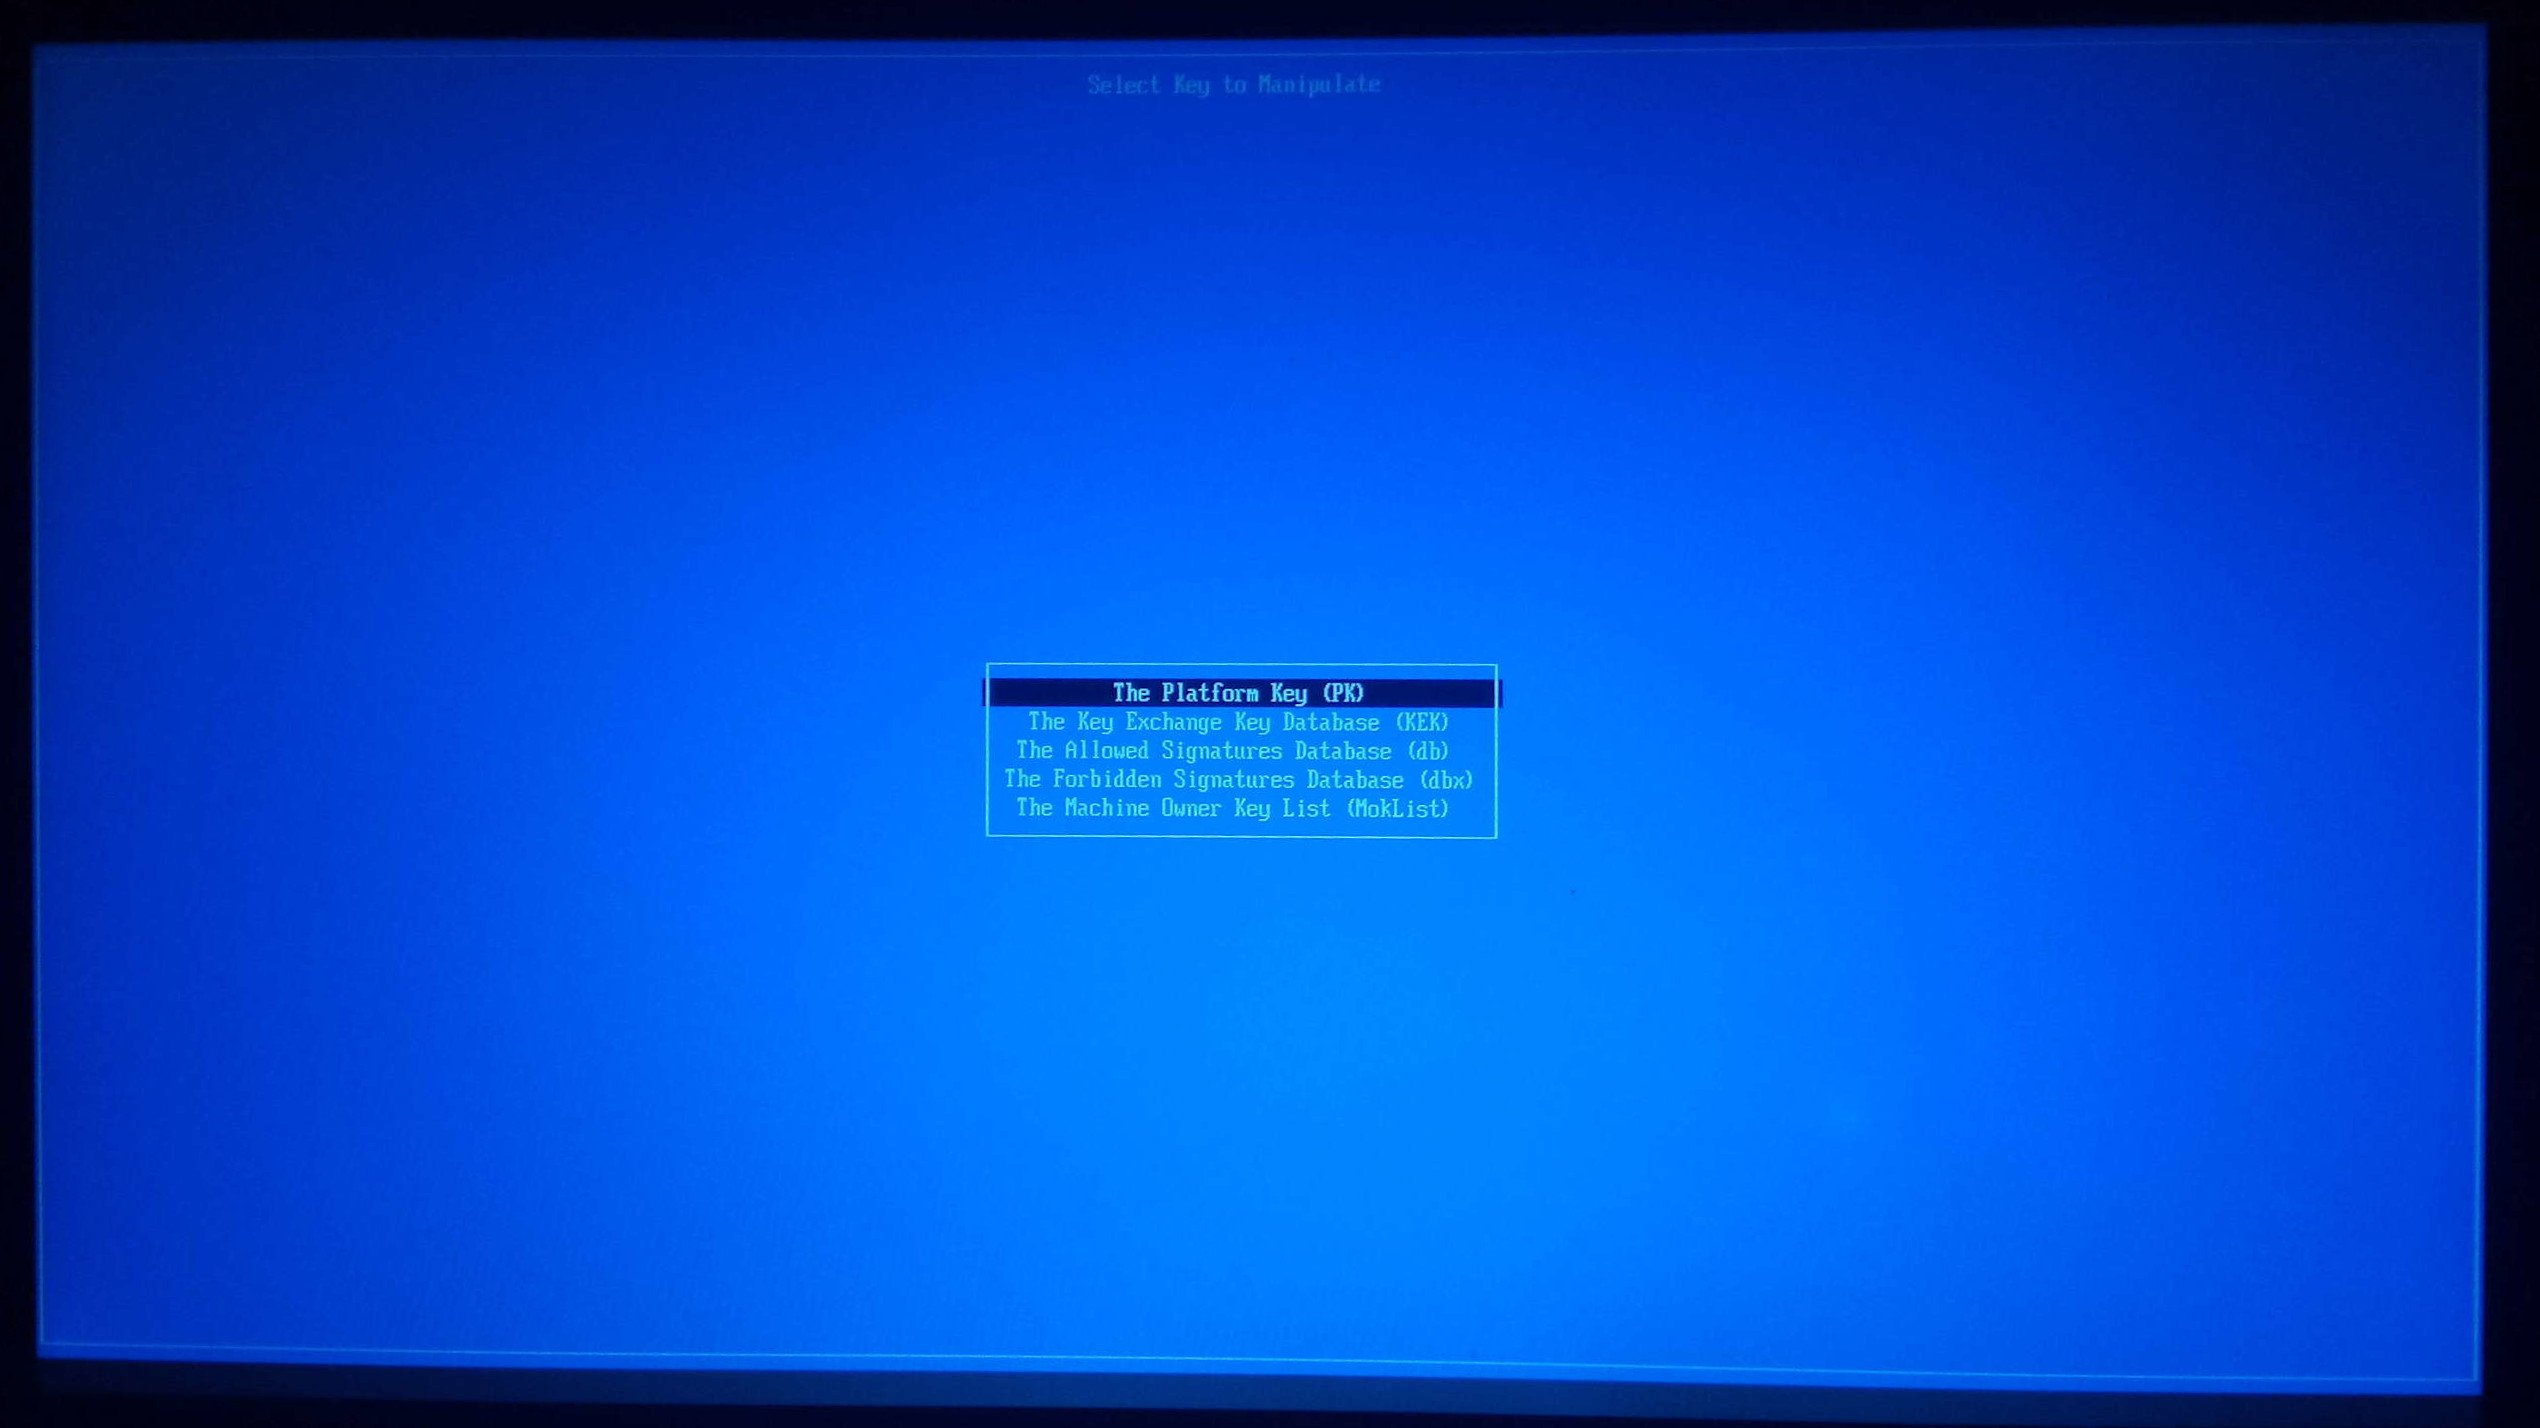 Select Key to Manipulate
The Platform Key (PK)
The Key Exchange Key Database (KEK)
The Allowed Signatures Database (db)
The Forbidden Signatures Database (dbx)
The Machine Owner Key List (MokList)